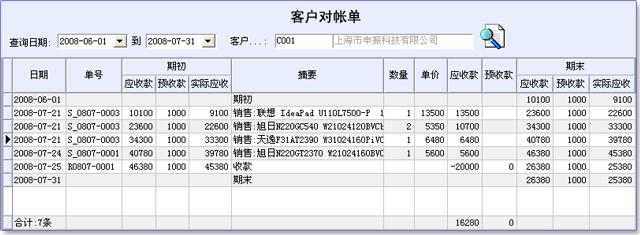 客户对帐单
查询日期: 2008-06-01 到 2008-07-31 客户...: C001 上海市申振科技有限公司
日期 单号 期初 摘要 数量 单价 应收款 预收款 期末
应收款 预收款 实际应收 应收款 预收款 实际应收
2008-06-01 期初 10100 1000 9100
2008-07-21 S_0807-0003 10100 1000 9100 销售:联想 IdeaPad U110L7500-P 1 13500 13500 23600 1000 22600
2008-07-21 S_0807-0003 23600 1000 22600 销售:旭日N220GC540 W21024120BVCH 2 5350 10700 34300 1000 33300
2008-07-21 S_0807-0003 34300 1000 33300 销售:天逸F31AT2390 W31024160PiVC 1 6480 6480 40780 1000 39780
2008-07-24 S_0807-0001 40780 1000 39780 销售:旭日N220GT2370 W21024160BVC 1 5600 5600 46380 1000 45380
2008-07-25 R0807-0001 46380 1000 45380 收款 -20000 0 26380 1000 25380
2008-07-31 期末 26380 1000 25380
合计:7条 16280 0